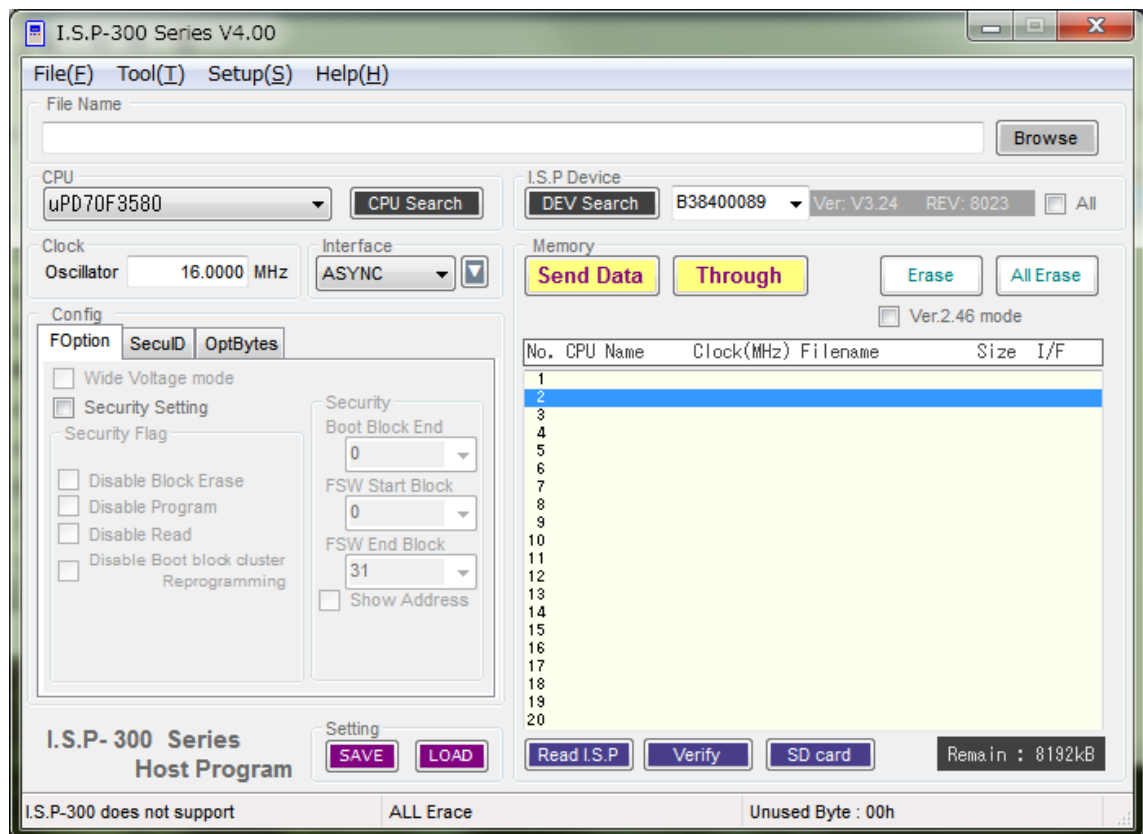 I.S.P-300 Series V4.00
File(F) Tool(T) Setup(S) Help(H)
File Name
Browse
CPU
uPD70F3580
CPU Search
I.S.P Device
DEV Search
B38400089
Ver: V3.24 REV: 8023
All
Clock
Oscillator 16.0000 MHz
Interface
ASYNC
Memory
Send Data
Through
Erase
All Erase
Ver.2.46 mode
Config
FOption
SecuID
OptBytes
Wide Voltage mode
Security Setting
Security Flag
Disable Block Erase
Disable Program
Disable Read
Disable Boot block cluster
Reprogramming
Security
Boot Block End
0
FSW Start Block
0
FSW End Block
31
Show Address
No. CPU Name Clock(MHz) Filename Size I/F
1
2
3
4
5
6
7
8
9
10
11
12
13
14
15
16
17
18
19
20
I.S.P- 300 Series
Host Program
Setting
SAVE
LOAD
Read I.S.P
Verify
SD card
Remain : 8192kB
I.S.P-300 does not support
ALL Erace
Unused Byte : 00h